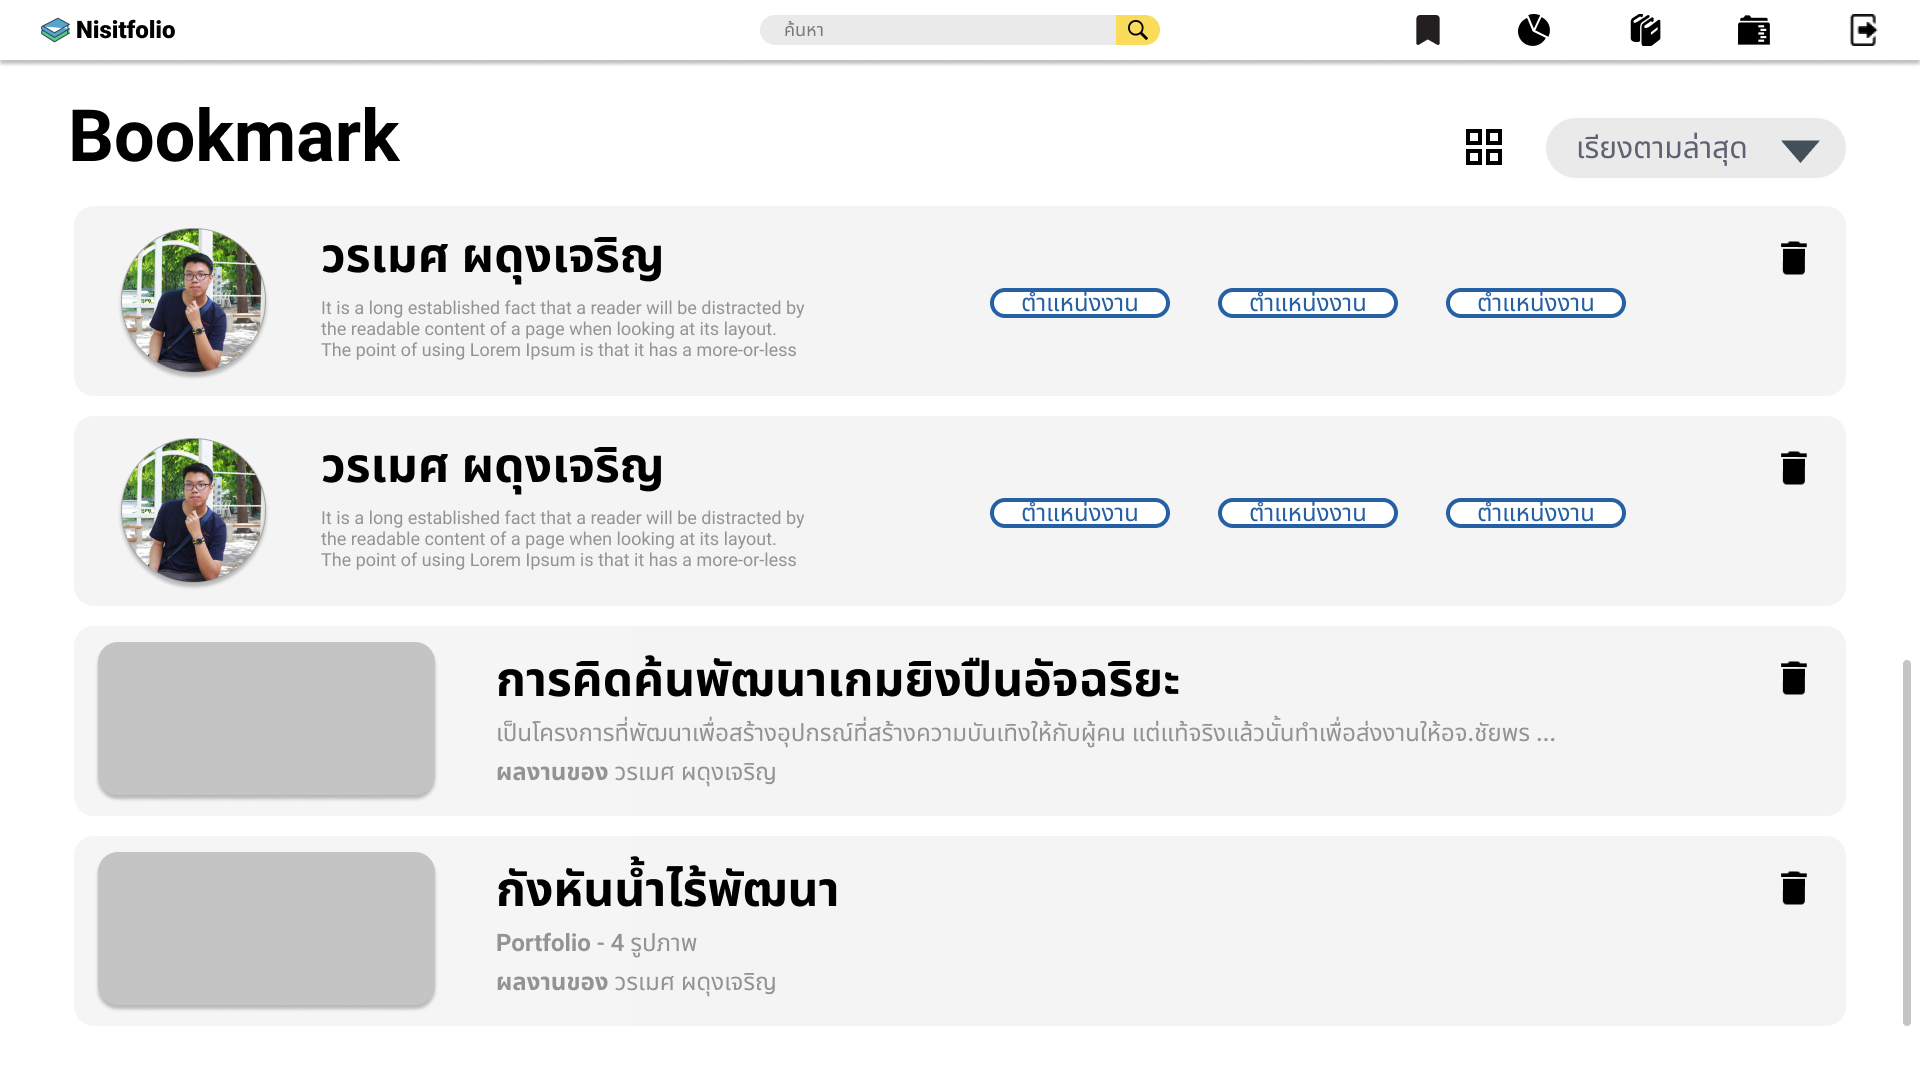 Nisitfolio
ค้นหา
Bookmark
เรียงตามล่าสุด
วรเมศ ผดุงเจริญ
It is a long established fact that a reader will be distracted by
the readable content of a page when looking at its layout.
The point of using Lorem Ipsum is that it has a more-or-less
ตำแหน่งงาน
ตำแหน่งงาน
ตำแหน่งงาน
วรเมศ ผดุงเจริญ
It is a long established fact that a reader will be distracted by
the readable content of a page when looking at its layout.
The point of using Lorem Ipsum is that it has a more-or-less
ตำแหน่งงาน
ตำแหน่งงาน
ตำแหน่งงาน
การคิดค้นพัฒนาเกมยิงปืนอัจฉริยะ
เป็นโครงการที่พัฒนาเพื่อสร้างอุปกรณ์ที่สร้างความบันเทิงให้กับผู้คน แต่แท้จริงแล้วนั้นทำเพื่อส่งงานให้อจ.ชัยพร ...
ผลงานของ วรเมศ ผดุงเจริญ
กังหันน้ำไร้พัฒนา
Portfolio - 4 รูปภาพ
ผลงานของ วรเมศ ผดุงเจริญ